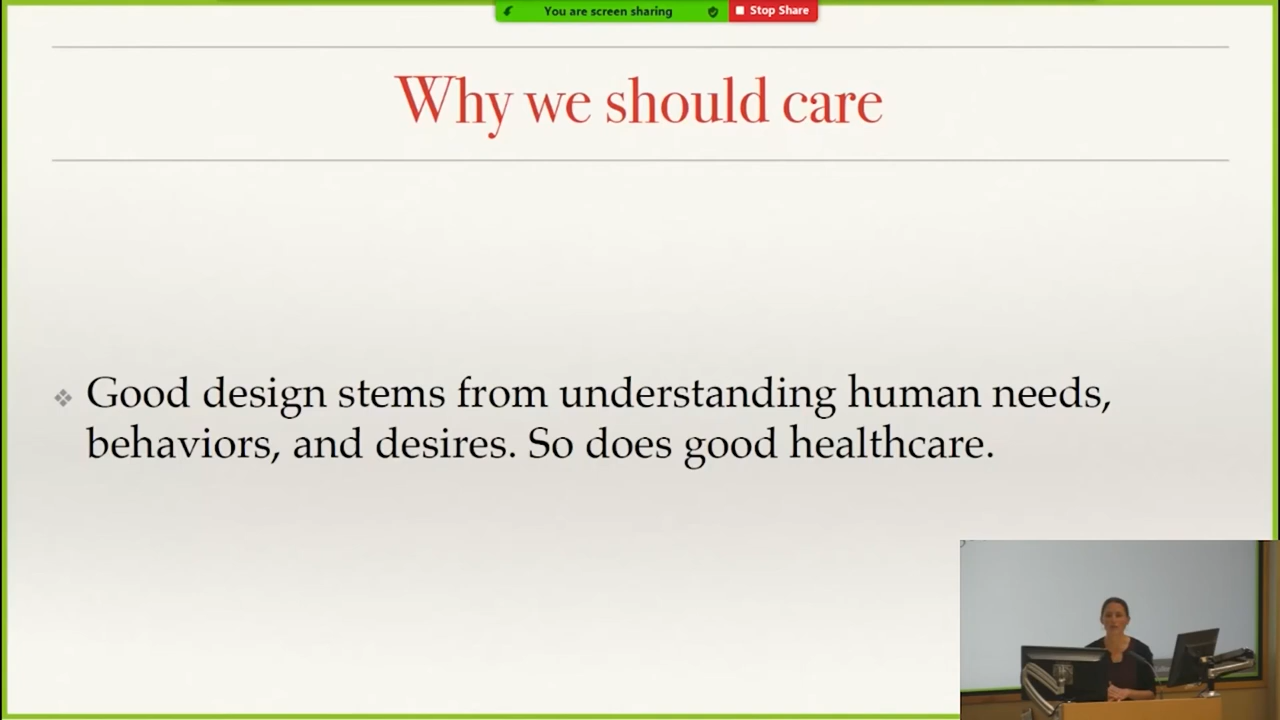 You are screen sharing
Stop Share
Why we should care
Good design stems from understanding human needs,
behaviors, and desires. So does good healthcare.